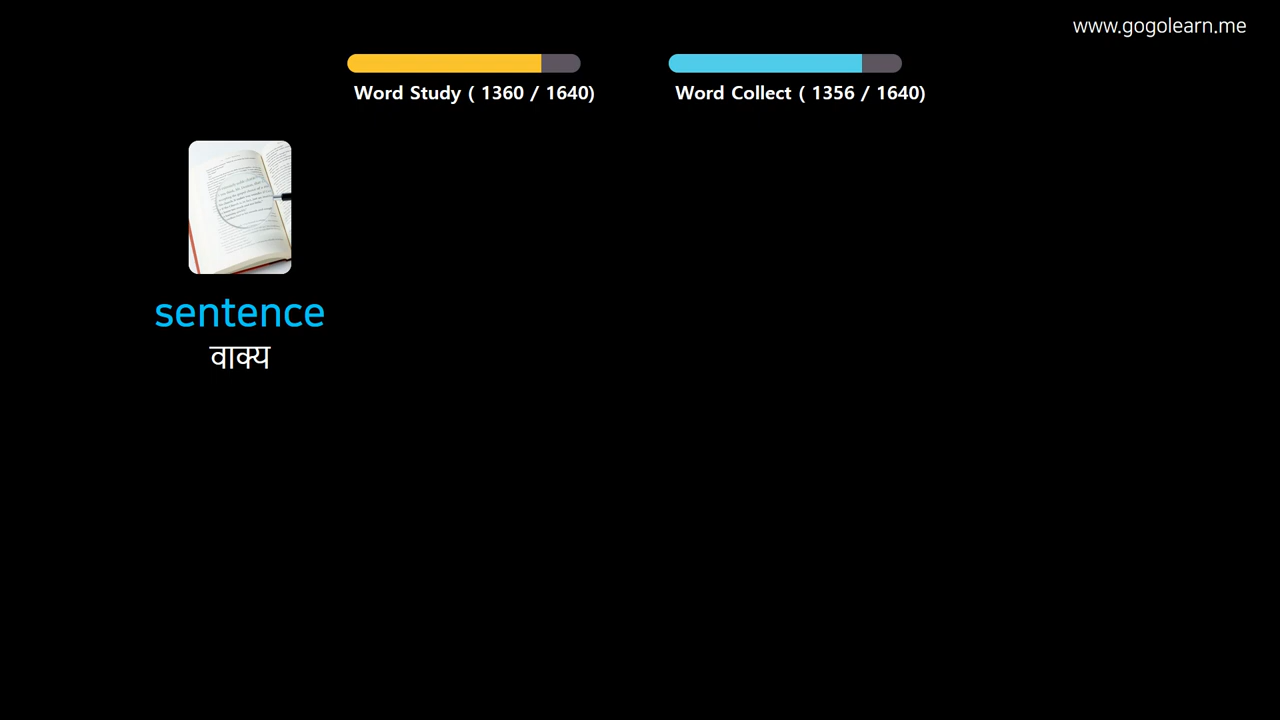 www.gogolearn.me
Word Study ( 1360 / 1640)
Word Collect ( 1356 / 1640)
sentence
वाक्य